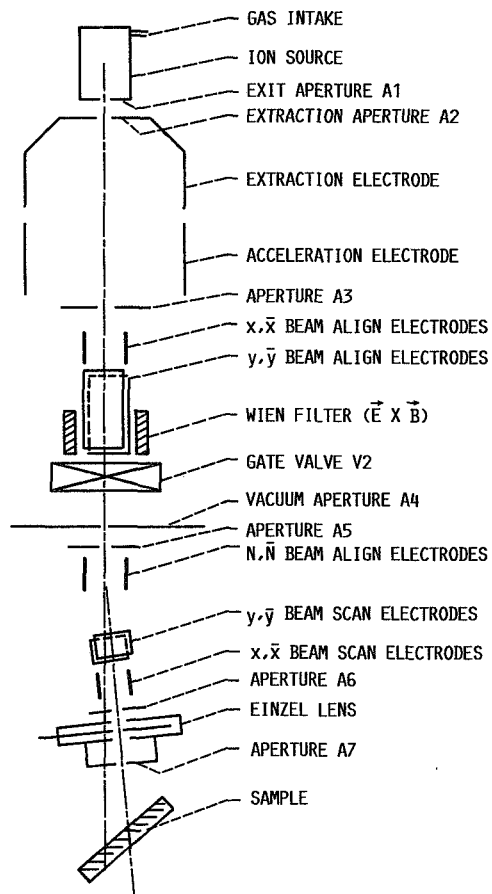 GAS INTAKE
ION SOURCE
EXIT APERTURE A1
EXTRACTION APERTURE A2
EXTRACTION ELECTRODE
ACCELERATION ELECTRODE
APERTURE A3
x,x̄ BEAM ALIGN ELECTRODES
y,ȳ BEAM ALIGN ELECTRODES
WIEN FILTER (E⃗ X B⃗)
GATE VALVE V2
VACUUM APERTURE A4
APERTURE A5
N,N̄ BEAM ALIGN ELECTRODES
y,ȳ BEAM SCAN ELECTRODES
x,x̄ BEAM SCAN ELECTRODES
APERTURE A6
EINZEL LENS
APERTURE A7
SAMPLE